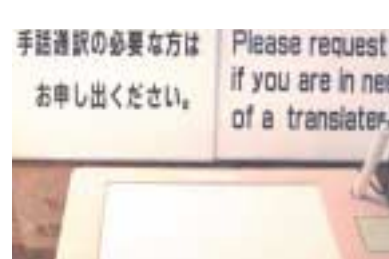 手話通訳の必要な方は
お申し出ください。
Please request
if you are in
of a translater.